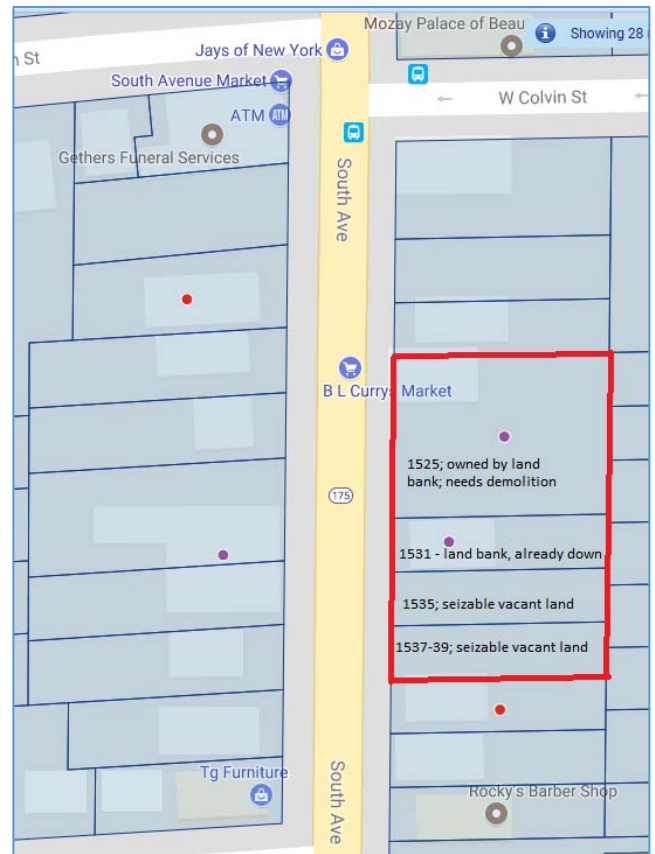 Mozay Palace of Beau
Showing 28
n St
Jays of New York
South Avenue Market
ATM
ATM
W Colvin St
Gethers Funeral Services
South Ave
B L Currys Market
1525; owned by land
bank; needs demolition
175
1531 - land bank, already down
1535; seizable vacant land
1537-39; seizable vacant land
Tg Furniture
South Ave
Rocky's Barber Shop